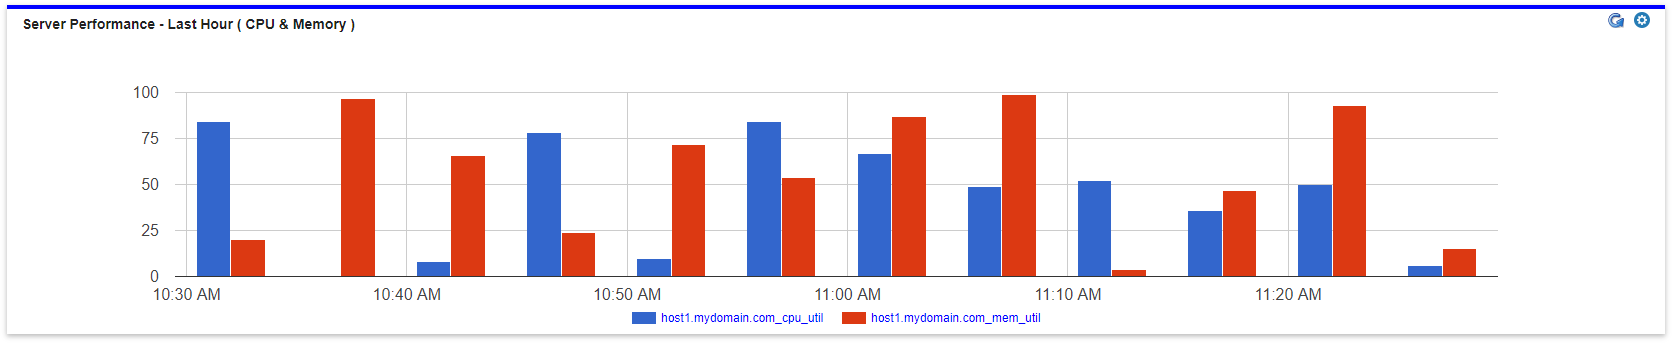 Server Performance - Last Hour ( CPU & Memory )
100
75
50
25
0
10:30 AM 10:40 AM 10:50 AM 11:00 AM 11:10 AM 11:20 AM
host1.mydomain.com_cpu_util host1.mydomain.com_mem_util